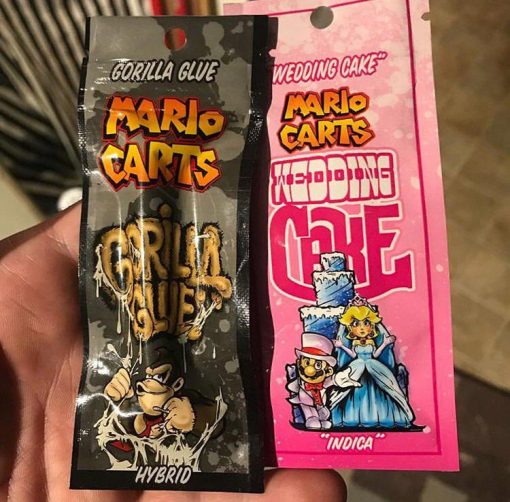 GORILLA GLUE
MARIO
CARTS
GORILLA
GLUE
HYBRID
"WEDDING CAKE"
MARIO
CARTS
WEDDING
CAKE
"INDICA"